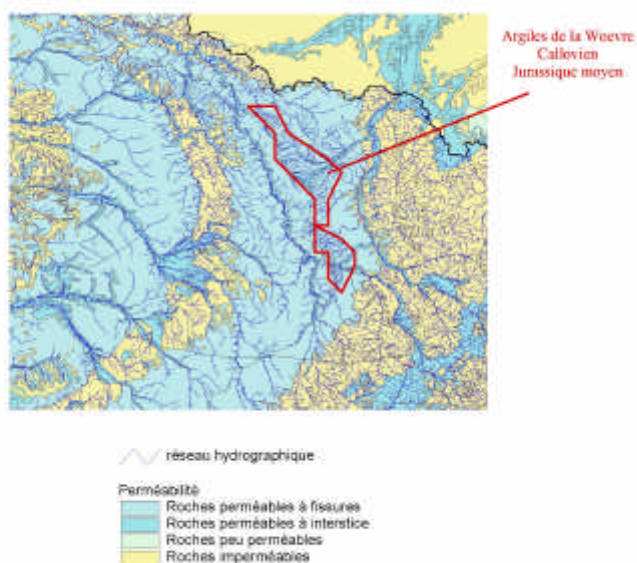 Argiles de la Woevre
Callovien
Jurassique moyen
réseau hydrographique
Perméabilité
Roches perméables à fissures
Roches perméables à interstice
Roches peu perméables
Roches imperméables